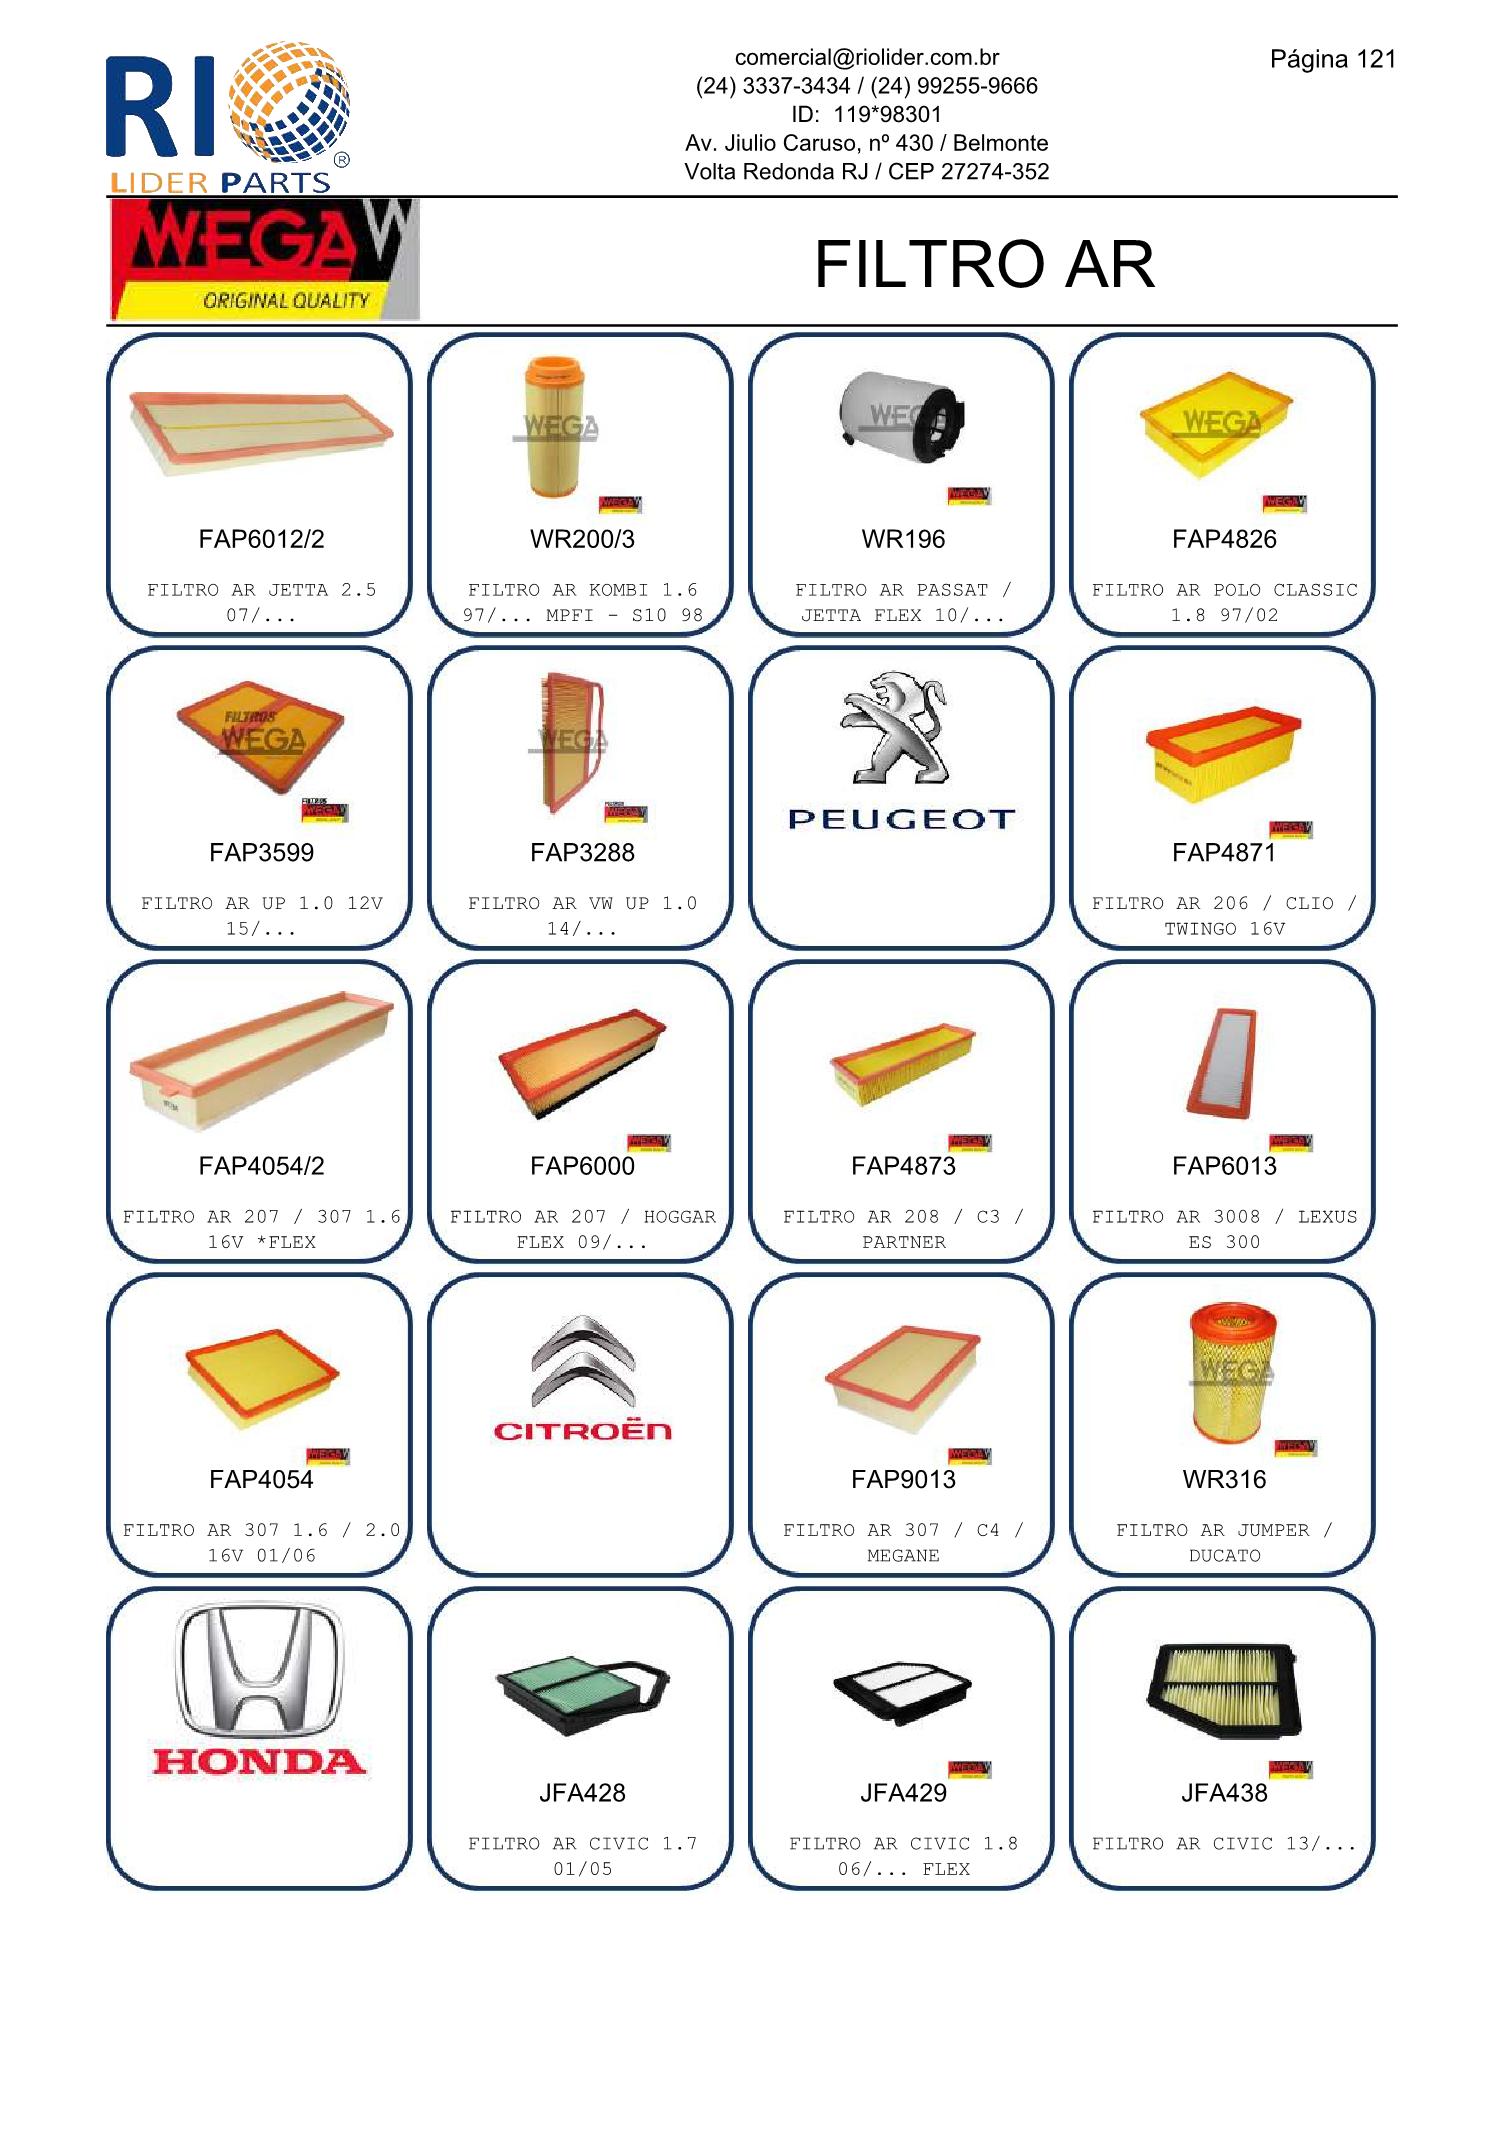 RIO
LIDER PARTS
®
comercial@riolider.com.br
(24) 3337-3434 / (24) 99255-9666
ID: 119*98301
Av. Jiulio Caruso, nº 430 / Belmonte
Volta Redonda RJ / CEP 27274-352
Página 121
WEGA W
ORIGINAL QUALITY
FILTRO AR
WEGA
WEGA
WEGA
FAP6012/2
FILTRO AR JETTA 2.5
07/...
WR200/3
FILTRO AR KOMBI 1.6
97/... MPFI - S10 98
WR196
FILTRO AR PASSAT /
JETTA FLEX 10/...
FAP4826
FILTRO AR POLO CLASSIC
1.8 97/02
FILTROS
WEGA
FAP3599
FILTRO AR UP 1.0 12V
15/...
WEGA
FAP3288
FILTRO AR VW UP 1.0
14/...
PEUGEOT
FAP4871
FILTRO AR 206 / CLIO /
TWINGO 16V
FAP4054/2
FILTRO AR 207 / 307 1.6
16V *FLEX
FAP6000
FILTRO AR 207 / HOGGAR
FLEX 09/...
FAP4873
FILTRO AR 208 / C3 /
PARTNER
FAP6013
FILTRO AR 3008 / LEXUS
ES 300
FAP4054
FILTRO AR 307 1.6 / 2.0
16V 01/06
CITROËN
FAP9013
FILTRO AR 307 / C4 /
MEGANE
WEGA
WR316
FILTRO AR JUMPER /
DUCATO
HONDA
JFA428
FILTRO AR CIVIC 1.7
01/05
JFA429
FILTRO AR CIVIC 1.8
06/... FLEX
JFA438
FILTRO AR CIVIC 13/...